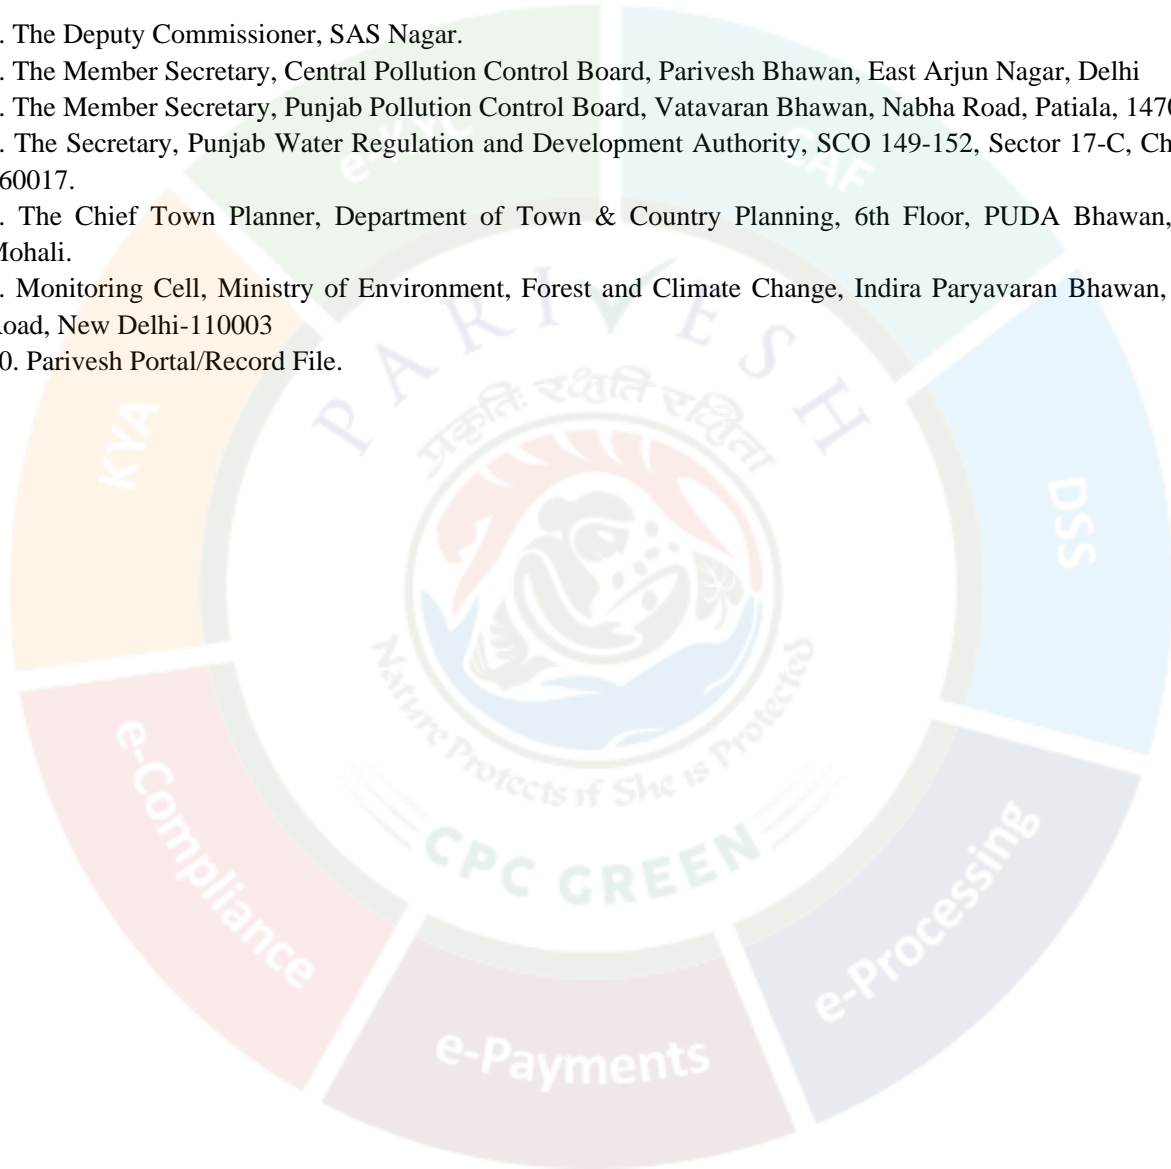 . The Deputy Commissioner, SAS Nagar.
. The Member Secretary, Central Pollution Control Board, Parivesh Bhawan, East Arjun Nagar, Delhi
. The Member Secretary, Punjab Pollution Control Board, Vatavaran Bhawan, Nabha Road, Patiala, 1470
. The Secretary, Punjab Water Regulation and Development Authority, SCO 149-152, Sector 17-C, Ch
60017.
. The Chief Town Planner, Department of Town & Country Planning, 6th Floor, PUDA Bhawan,
Mohali.
. Monitoring Cell, Ministry of Environment, Forest and Climate Change, Indira Paryavaran Bhawan,
Road, New Delhi-110003
0. Parivesh Portal/Record File.
e-KYC
CAF
KYA
DSS
PARIVESH
प्रकृतिः रक्षति रक्षिता
Nature Protects if She is Protected
CPC GREEN
e-Compliance
e-Processing
e-Payments